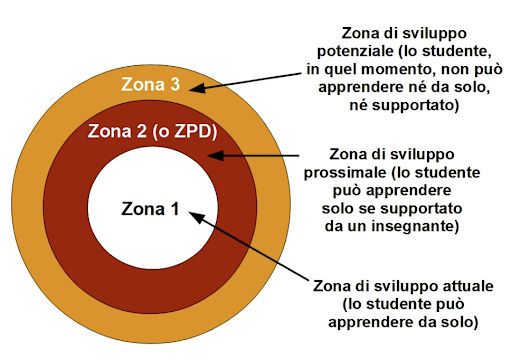 Zona di sviluppo
potenziale (lo studente,
in quel momento, non può
apprendere né da solo,
né supportato)
Zona 3
Zona 2 (o ZPD)
Zona di sviluppo
prossimale (lo studente
può apprendere
solo se supportato
da un insegnante)
Zona 1
Zona di sviluppo attuale
(lo studente può
apprendere da solo)